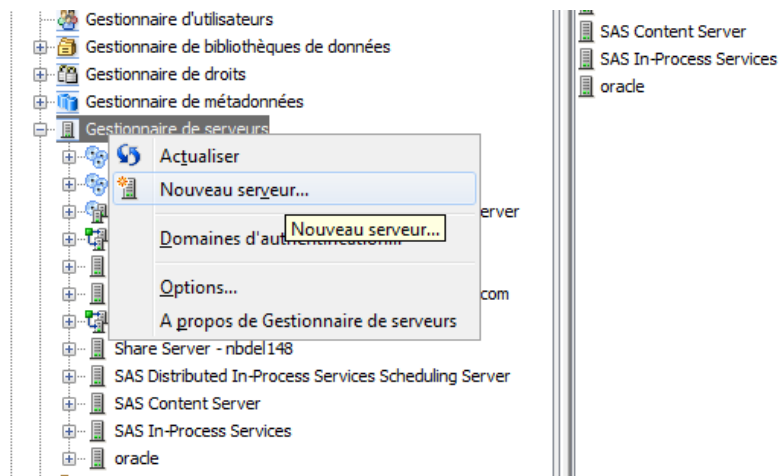 Gestionnaire d'utilisateurs
Gestionnaire de bibliothèques de données
Gestionnaire de droits
Gestionnaire de métadonnées
Gestionnaire de serveurs
Actualiser
Nouveau serveur...
erver
Nouveau serveur...
Domaines d'authentification...
Options...
com
A propos de Gestionnaire de serveurs
Share Server - nbdel148
SAS Distributed In-Process Services Scheduling Server
SAS Content Server
SAS In-Process Services
oracle
SAS Content Server
SAS In-Process Services
oracle